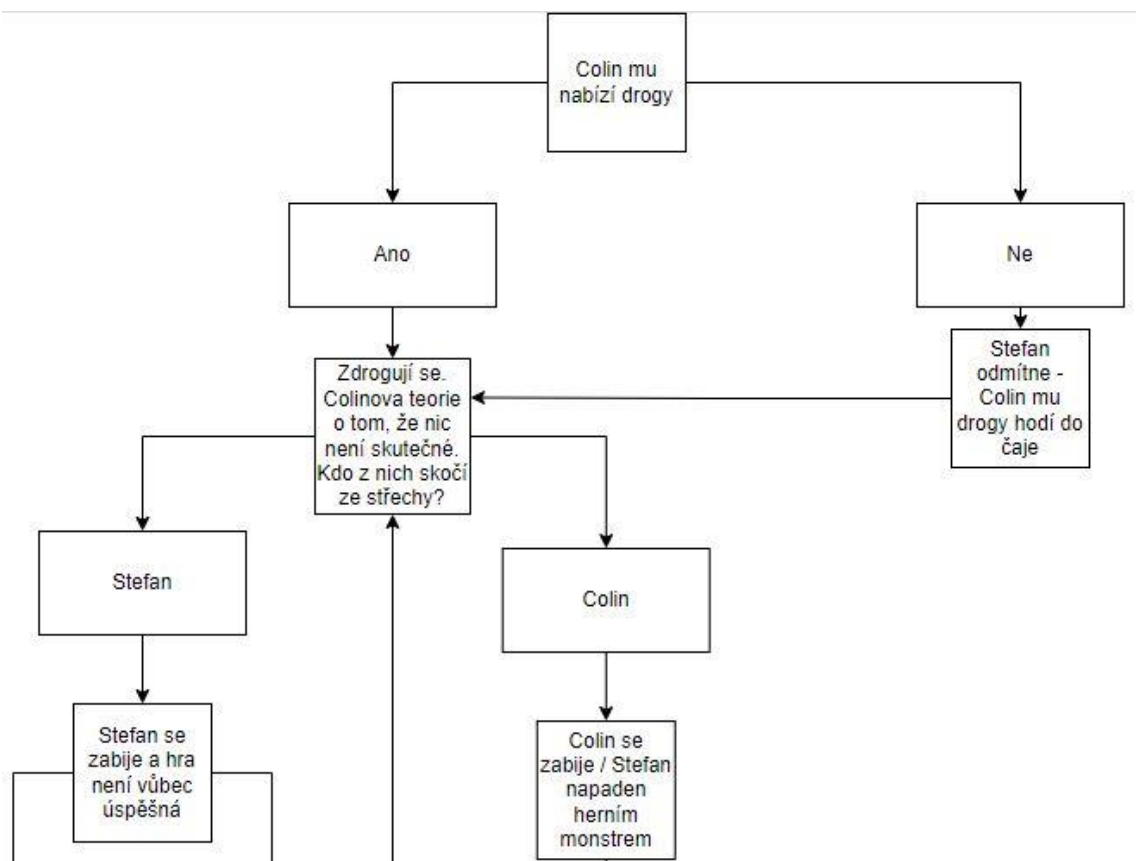 Colin mu
nabízí drogy
Ano
Ne
Zdrogují se.
Colinova teorie
o tom, že nic
není skutečné.
Kdo z nich skočí
ze střechy?
Stefan
odmítne -
Colin mu
drogy hodí do
čaje
Stefan
Colin
Stefan se
zabije a hra
není vůbec
úspěšná
Colin se
zabije / Stefan
napaden
herním
monstrem